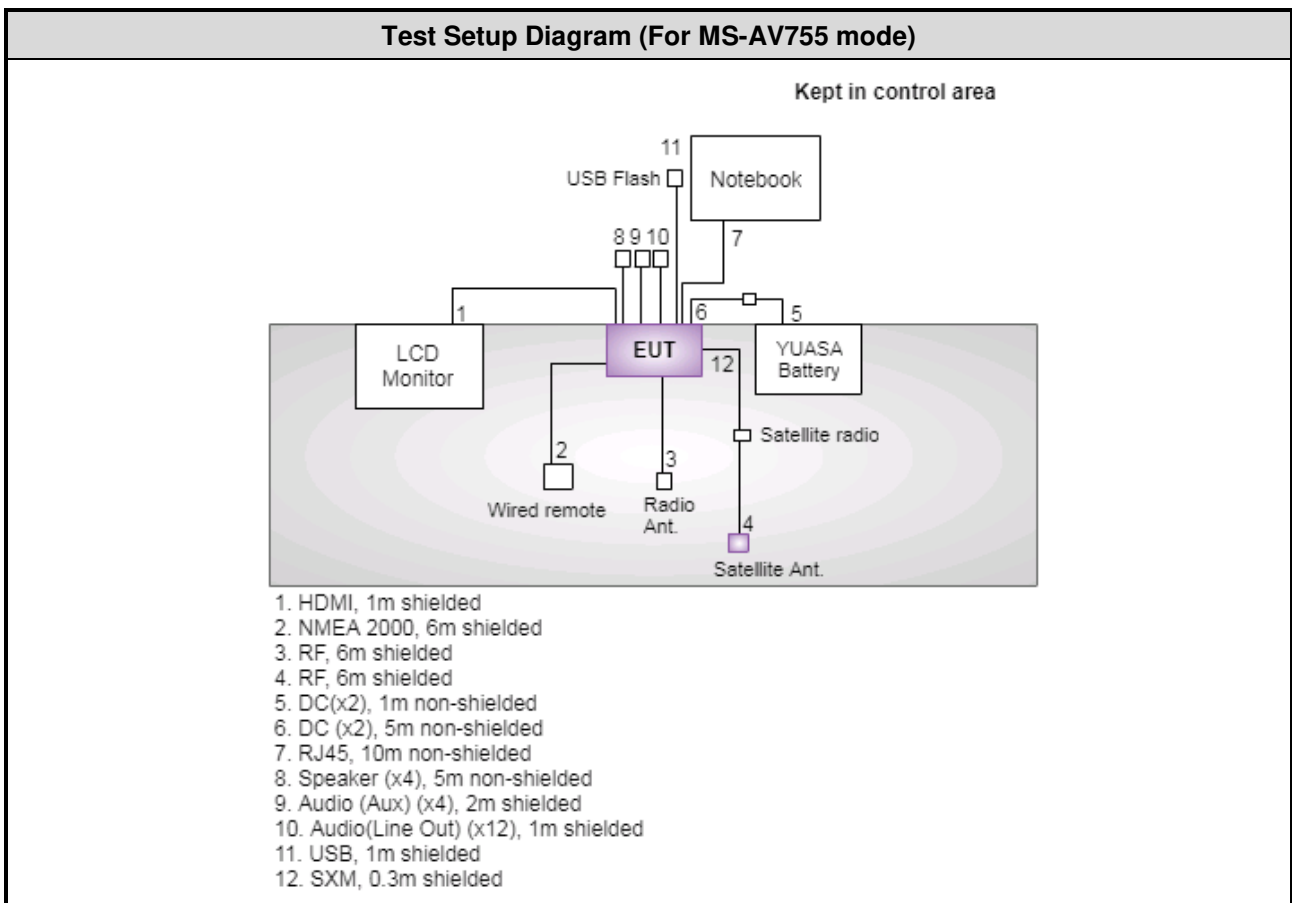 Test Setup Diagram (For MS-AV755 mode)
Kept in control area
11
USB Flash
Notebook
8 9 10
7
1
6
5
LCD
Monitor
EUT
12
YUASA
Battery
Satellite radio
2
Wired remote
3
Radio
Ant.
4
Satellite Ant.
1. HDMI, 1m shielded
2. NMEA 2000, 6m shielded
3. RF, 6m shielded
4. RF, 6m shielded
5. DC(x2), 1m non-shielded
6. DC (x2), 5m non-shielded
7. RJ45, 10m non-shielded
8. Speaker (x4), 5m non-shielded
9. Audio (Aux) (x4), 2m shielded
10. Audio(Line Out) (x12), 1m shielded
11. USB, 1m shielded
12. SXM, 0.3m shielded